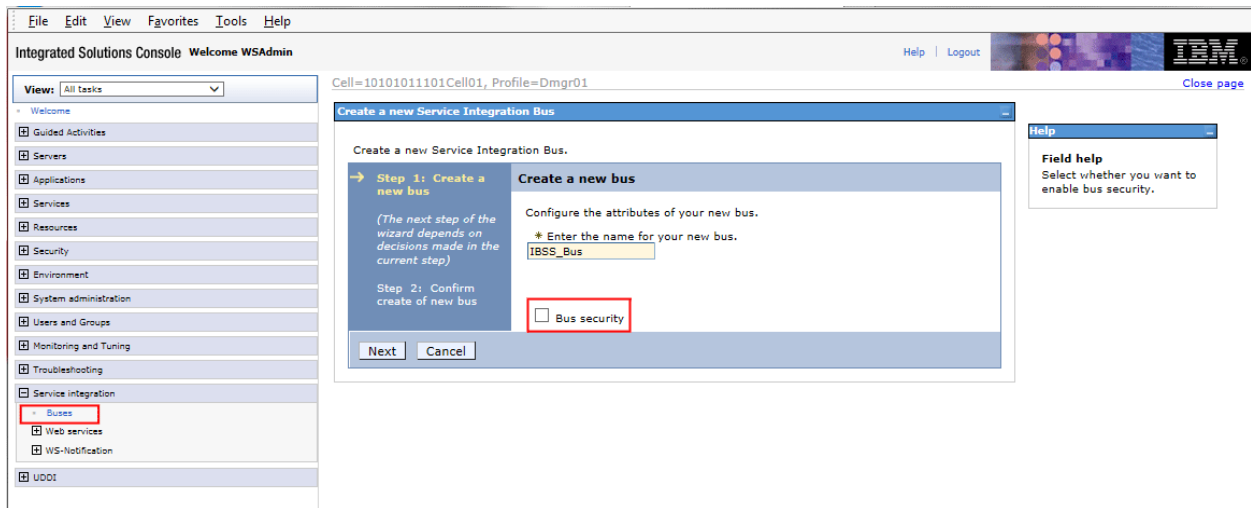 File Edit View Favorites Tools Help
Integrated Solutions Console Welcome WSAdmin
Help | Logout
IBM®
View: All tasks
Cell=10101011101Cell01, Profile=Dmgr01
Close page
Welcome
Guided Activities
Servers
Applications
Services
Resources
Security
Environment
System administration
Users and Groups
Monitoring and Tuning
Troubleshooting
Service integration
Buses
Web services
WS-Notification
UDDI
Create a new Service Integration Bus
Create a new Service Integration Bus.
Step 1: Create a
new bus
(The next step of the
wizard depends on
decisions made in the
current step)
Step 2: Confirm
create of new bus
Create a new bus
Configure the attributes of your new bus.
* Enter the name for your new bus.
IBSS_Bus
Bus security
Next Cancel
Help
Field help
Select whether you want to
enable bus security.